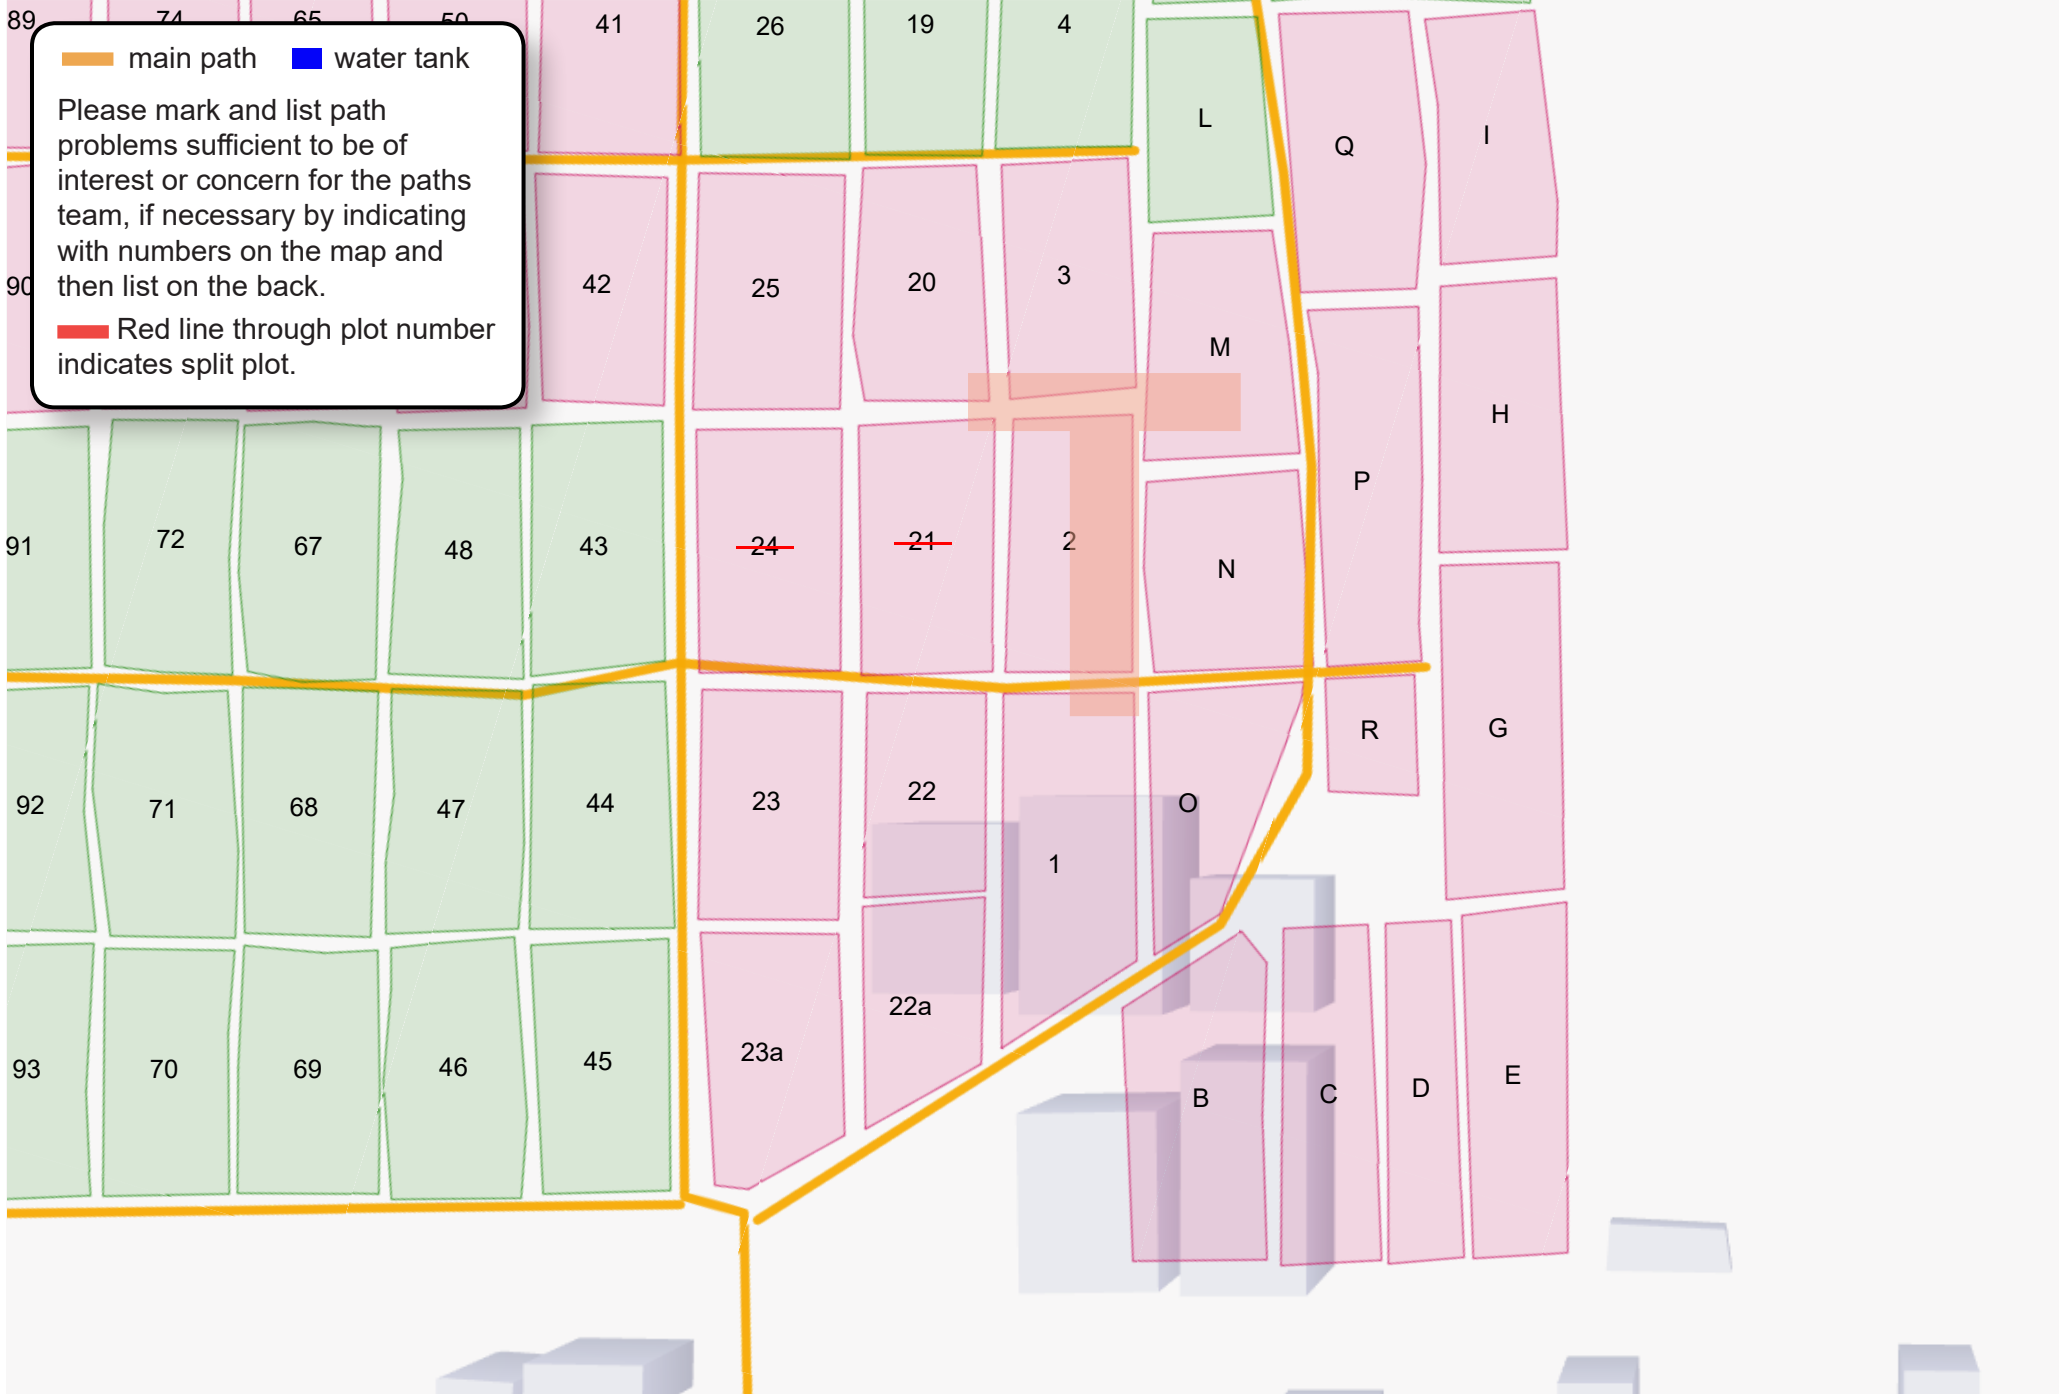 89 74 65 50 41 26 19 4
main path water tank
Please mark and list path
problems sufficient to be of
interest or concern for the paths
team, if necessary by indicating
with numbers on the map and
then list on the back.
Red line through plot number
indicates split plot.
L Q I
90 42 25 20 3 M
H
P
91 72 67 48 43 24 21 2 N
R G
92 71 68 47 44 23 22 O
1
22a
93 70 69 46 45 23a B C D E
T